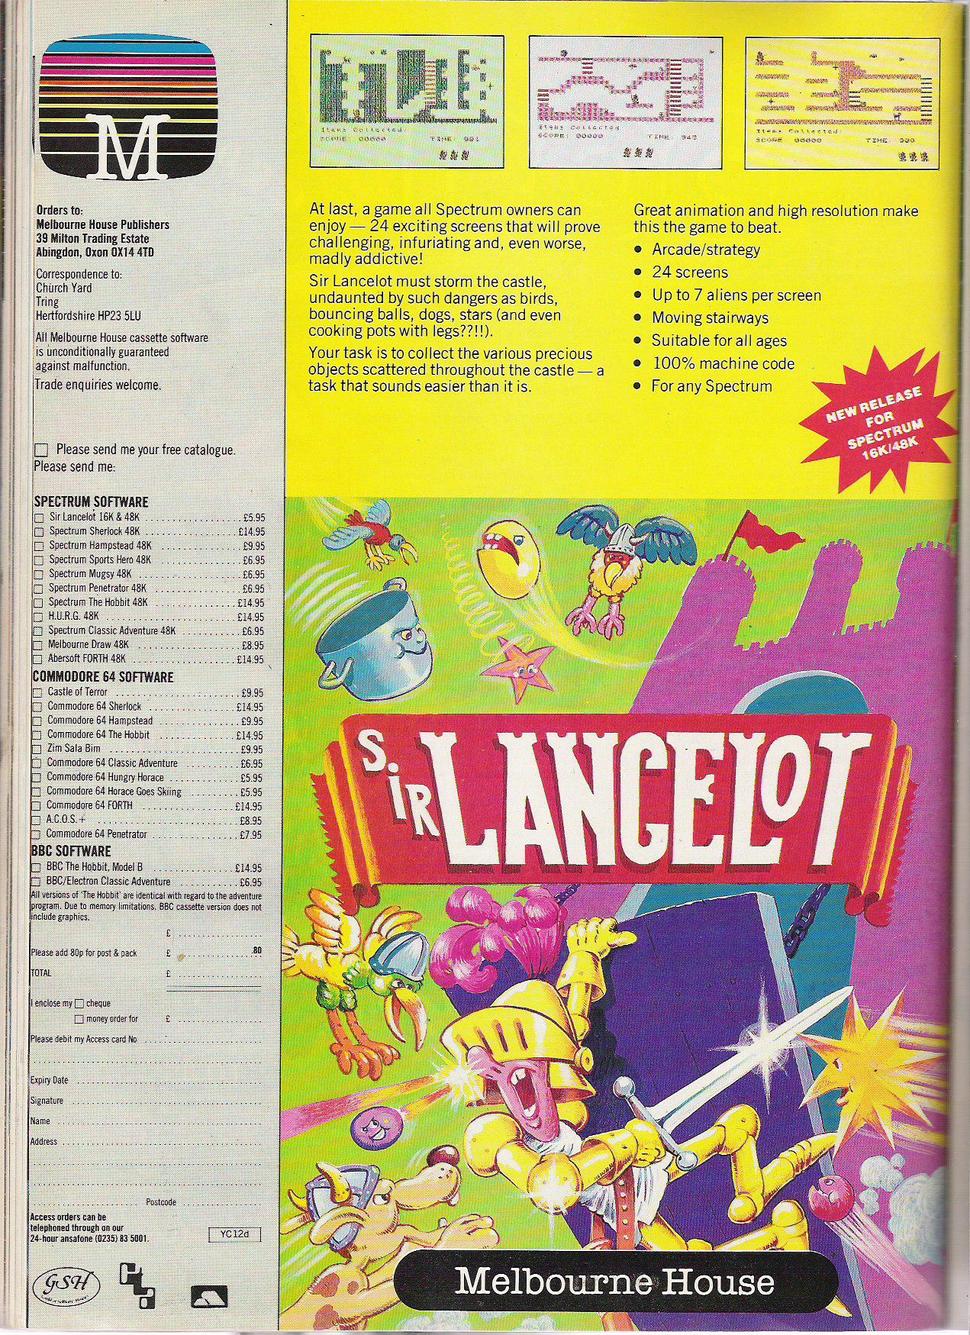 M
Orders to:
Melbourne House Publishers
39 Milton Trading Estate
Abingdon, Oxon OX14 4TD
Correspondence to:
Church Yard
Tring
Hertfordshire HP23 5LU
All Melbourne House cassette software
is unconditionally guaranteed
against malfunction.
Trade enquiries welcome.
Please send me your free catalogue.
Please send me:
SPECTRUM SOFTWARE
Sir Lancelot 16K & 48K £5.95
Spectrum Sherlock 48K £14.95
Spectrum Hampstead 48K £9.95
Spectrum Sports Hero 48K £6.95
Spectrum Mugsy 48K £6.95
Spectrum Penetrator 48K £6.95
Spectrum The Hobbit 48K £14.95
H.U.R.G. 48K £14.95
Spectrum Classic Adventure 48K £6.95
Melbourne Draw 48K £8.95
Abersoft FORTH 48K £14.95
COMMODORE 64 SOFTWARE
Castle of Terror £9.95
Commodore 64 Sherlock £14.95
Commodore 64 Hampstead £9.95
Commodore 64 The Hobbit £14.95
Zim Sala Bim £9.95
Commodore 64 Classic Adventure £6.95
Commodore 64 Hungry Horace £5.95
Commodore 64 Horace Goes Skiing £5.95
Commodore 64 FORTH £14.95
A.C.O.S.+ £8.95
Commodore 64 Penetrator £7.95
BBC SOFTWARE
BBC The Hobbit, Model B £14.95
BBC/Electron Classic Adventure £6.95
All versions of 'The Hobbit' are identical with regard to the adventure
program. Due to memory limitations. BBC cassette version does not
include graphics.
£
Please add 80p for post & pack £ .80
TOTAL £
I enclose my cheque
money order for £
Please debit my Access card No
Expiry Date
Signature
Name
Address
Postcode
Access orders can be
telephoned through on our
24-hour ansafone (0235) 83 5001.
YC12d
GSH
Items Collected:
SCORE 00000 TIME 991
Items Collected
SCORE 00000 TIME 942
Items Collected:
SCORE 00000 TIME
At last, a game all Spectrum owners can
enjoy — 24 exciting screens that will prove
challenging, infuriating and, even worse,
madly addictive!
Sir Lancelot must storm the castle,
undaunted by such dangers as birds,
bouncing balls, dogs, stars (and even
cooking pots with legs??!!).
Your task is to collect the various precious
objects scattered throughout the castle — a
task that sounds easier than it is.
Great animation and high resolution make
this the game to beat.
● Arcade/strategy
● 24 screens
● Up to 7 aliens per screen
● Moving stairways
● Suitable for all ages
● 100% machine code
● For any Spectrum
NEW RELEASE
FOR
SPECTRUM
16K/48K
SiR LANCELOT
Melbourne House